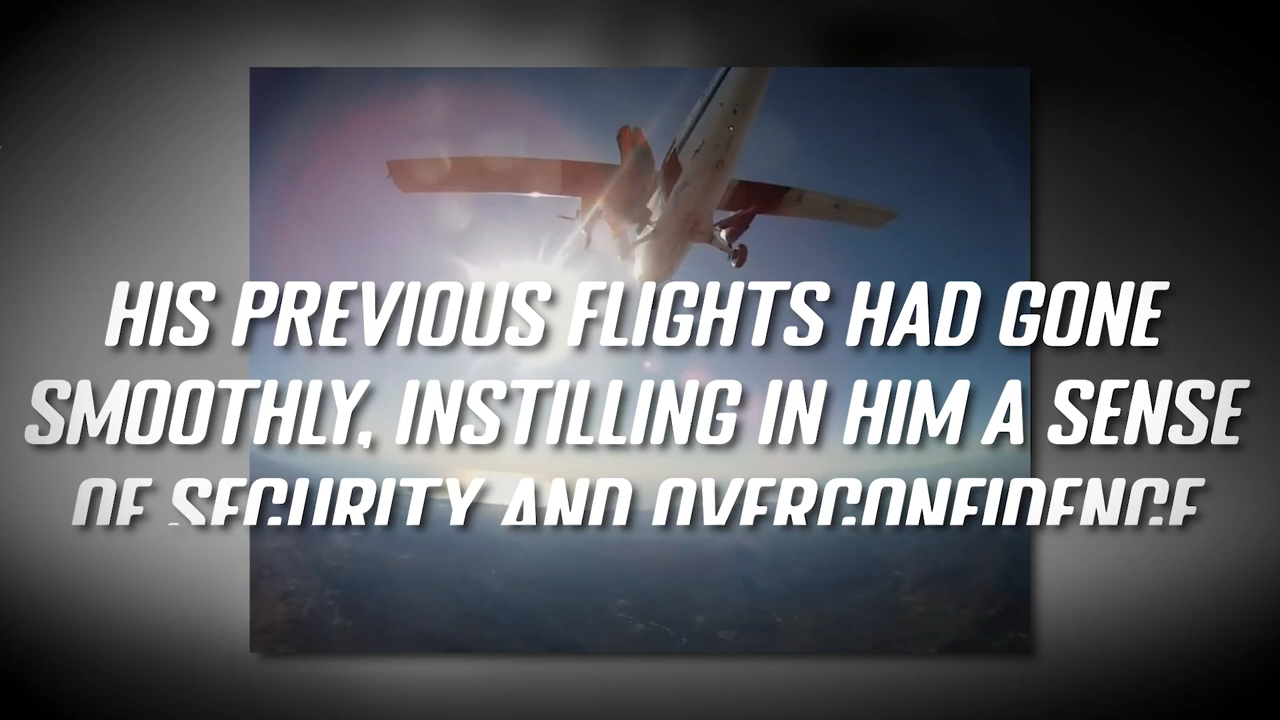 HIS PREVIOUS FLIGHTS HAD GONE
SMOOTHLY, INSTILLING IN HIM A SENSE
OF SECURITY AND OVERCONFIDENCE